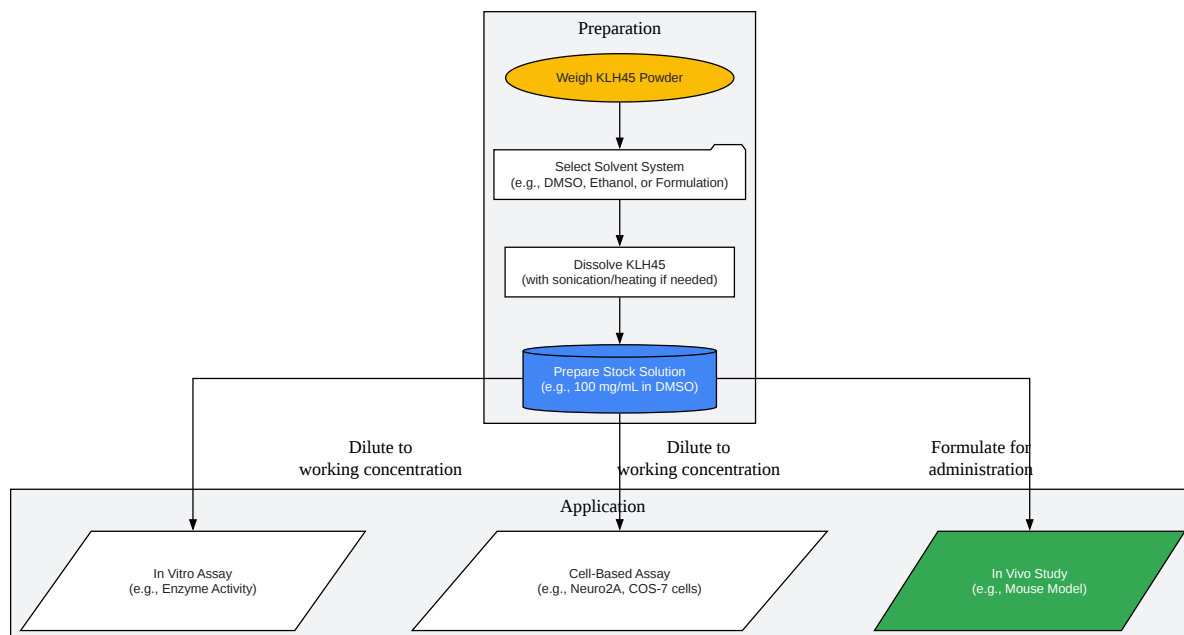 Preparation
Weigh KLH45 Powder
Select Solvent System
(e.g., DMSO, Ethanol, or Formulation)
Dissolve KLH45
(with sonication/heating if needed)
Prepare Stock Solution
(e.g., 100 mg/mL in DMSO)
Dilute to
working concentration
Dilute to
working concentration
Formulate for
administration
Application
In Vitro Assay
(e.g., Enzyme Activity)
Cell-Based Assay
(e.g., Neuro2A, COS-7 cells)
In Vivo Study
(e.g., Mouse Model)